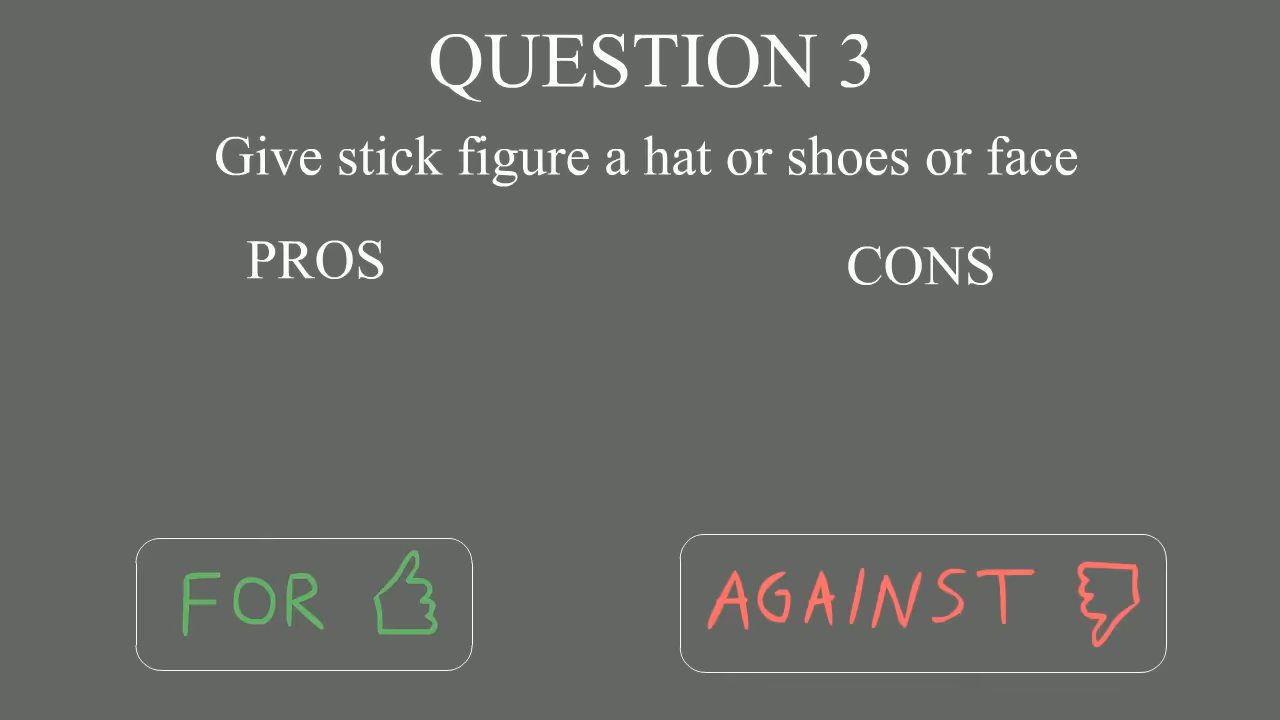 QUESTION 3
Give stick figure a hat or shoes or face
PROS
CONS
FOR
AGAINST